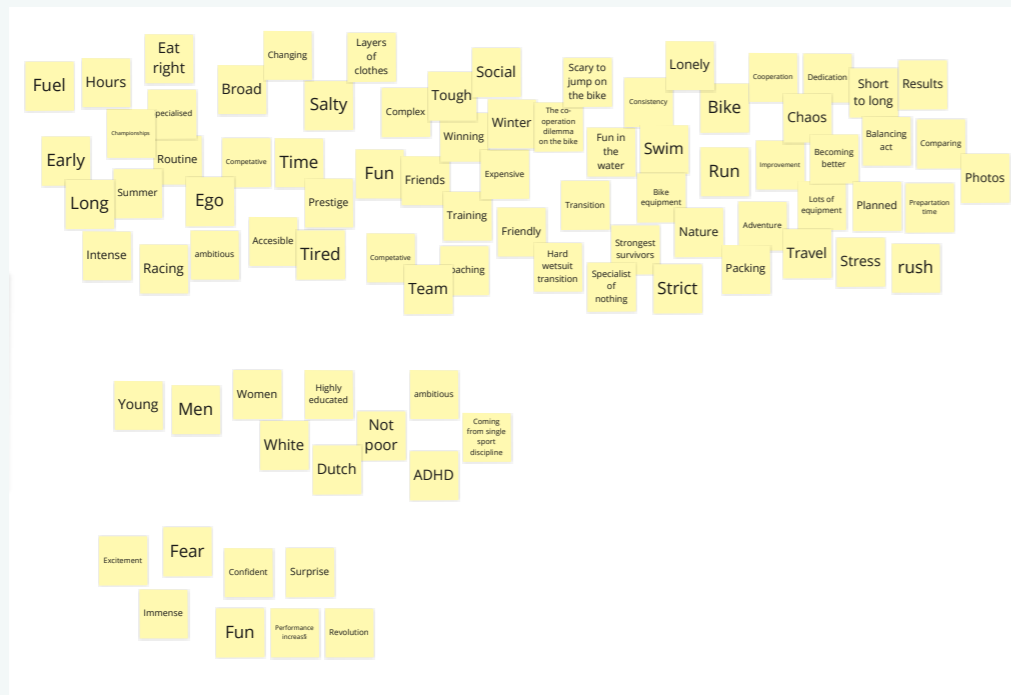 Fuel
Hours
Eat
right
Broad
Changing
Layers
of
clothes
Salty
Complex
Tough
Social
Winning
Winter
Scary to
jump on
the bike
The co-
operation
dilemma
on the bike
Consistency
Lonely
Bike
Cooperation
Dedication
Short
to long
Results
Chaos
Championships
pecialised
Early
Routine
Competative
Time
Fun
Friends
Expensive
Fun in
the
water
Swim
Run
Improvement
Becoming
better
Balancing
act
Comparing
Photos
Long
Summer
Ego
Prestige
Training
Transition
Bike
equipment
Nature
Adventure
Lots of
equipment
Planned
Prepartation
time
Intense
Racing
ambitious
Accesible
Tired
Competative
Team
oaching
Friendly
Hard
wetsuit
transition
Strongest
survivors
Specialist
of
nothing
Strict
Packing
Travel
Stress
rush
Young
Men
Women
Highly
educated
ambitious
White
Not
poor
Coming
from single
sport
discipline
Dutch
ADHD
Excitement
Fear
Confident
Surprise
Immense
Fun
Performance
increas$
Revolution